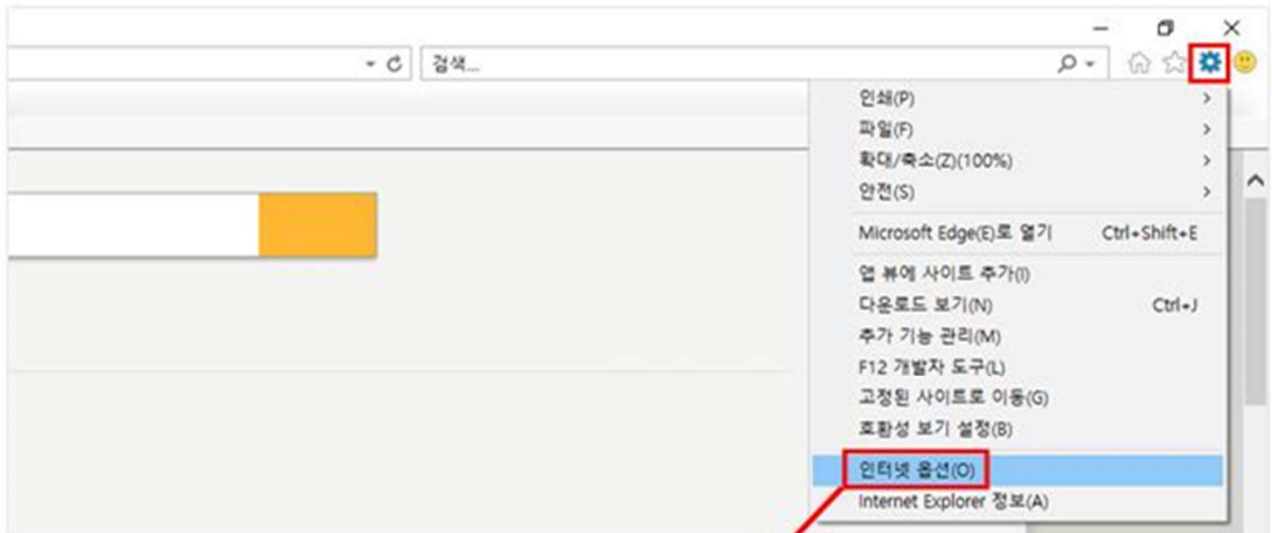 검색...
인쇄(P)
파일(F)
확대/축소(Z)(100%)
안전(S)
Microsoft Edge(E)로 열기 Ctrl+Shift+E
앱 뷰에 사이트 추가(I)
다운로드 보기(N) Ctrl+J
추가 기능 관리(M)
F12 개발자 도구(L)
고정된 사이트로 이동(G)
호환성 보기 설정(B)
인터넷 옵션(O)
Internet Explorer 정보(A)